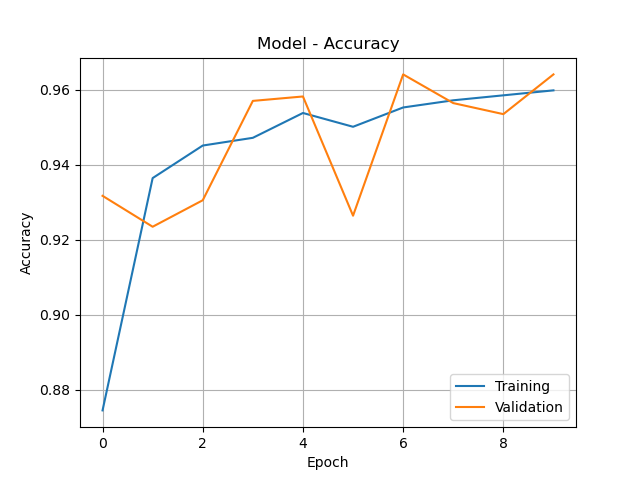 Model - Accuracy
Accuracy
0.96
0.94
0.92
0.90
0.88
0 2 4 6 8
Epoch
Training
Validation